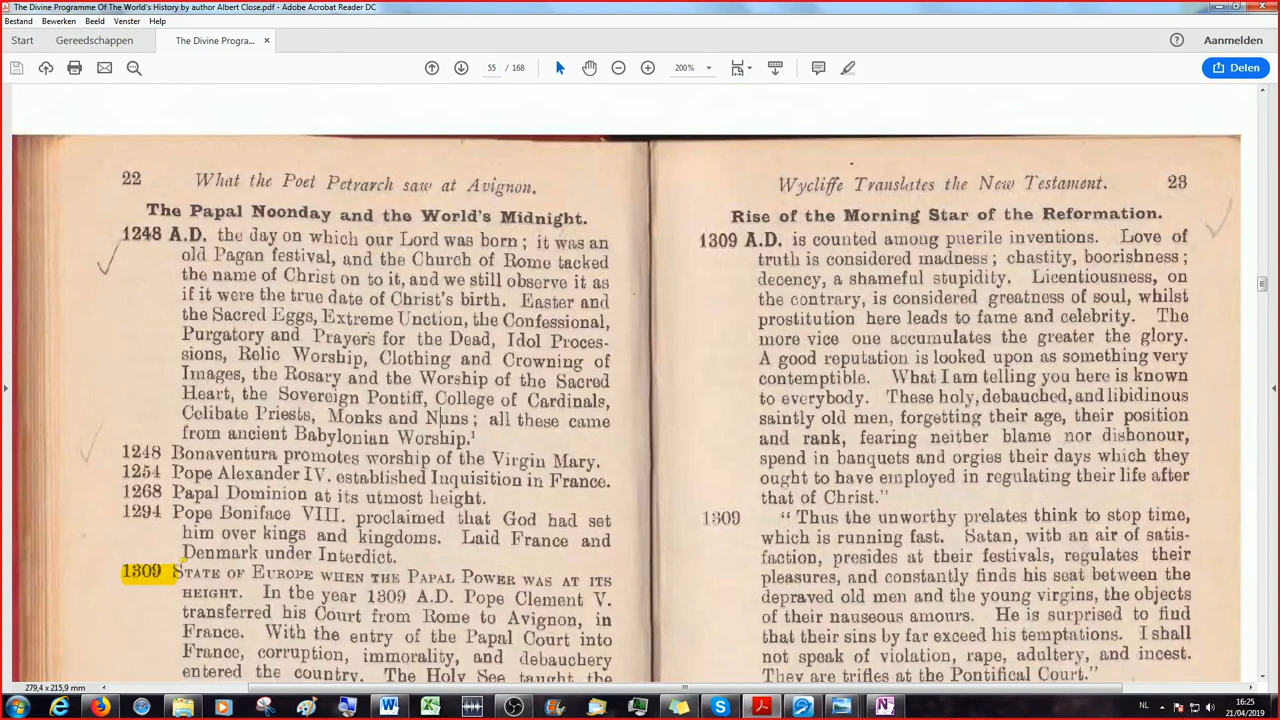 The Divine Programme Of The World's History by author Albert Close.pdf - Adobe Acrobat Reader DC
Bestand Bewerken Beeld Venster Help
Start Gereedschappen The Divine Progra... × Aanmelden
55 / 168 200% Delen
22 What the Poet Petrarch saw at Avignon.
The Papal Noonday and the World's Midnight.
1248 A.D. the day on which our Lord was born; it was an
old Pagan festival, and the Church of Rome tacked
the name of Christ on to it, and we still observe it as
if it were the true date of Christ's birth. Easter and
the Sacred Eggs, Extreme Unction, the Confessional,
Purgatory and Prayers for the Dead, Idol Proces-
sions, Relic Worship, Clothing and Crowning of
Images, the Rosary and the Worship of the Sacred
Heart, the Sovereign Pontiff, College of Cardinals,
Celibate Priests, Monks and Nuns; all these came
from ancient Babylonian Worship.¹
1248 Bonaventura promotes worship of the Virgin Mary.
1254 Pope Alexander IV. established Inquisition in France.
1268 Papal Dominion at its utmost height.
1294 Pope Boniface VIII. proclaimed that God had set
him over kings and kingdoms. Laid France and
Denmark under Interdict.
1309 STATE OF EUROPE WHEN THE PAPAL POWER WAS AT ITS
HEIGHT. In the year 1309 A.D. Pope Clement V.
transferred his Court from Rome to Avignon, in
France. With the entry of the Papal Court into
France, corruption, immorality, and debauchery
entered the country. The Holy See taught the
Wycliffe Translates the New Testament. 23
Rise of the Morning Star of the Reformation.
1309 A.D. is counted among puerile inventions. Love of
truth is considered madness; chastity, boorishness;
decency, a shameful stupidity. Licentiousness, on
the contrary, is considered greatness of soul, whilst
prostitution here leads to fame and celebrity. The
more vice one accumulates the greater the glory.
A good reputation is looked upon as something very
contemptible. What I am telling you here is known
to everybody. These holy, debauched, and libidinous
saintly old men, forgetting their age, their position
and rank, fearing neither blame nor dishonour,
spend in banquets and orgies their days which they
ought to have employed in regulating their life after
that of Christ."
1309 "Thus the unworthy prelates think to stop time,
which is running fast. Satan, with an air of satis-
faction, presides at their festivals, regulates their
pleasures, and constantly finds his seat between the
depraved old men and the young virgins, the objects
of their nauseous amours. He is surprised to find
that their sins by far exceed his temptations. I shall
not speak of violation, rape, adultery, and incest.
They are trifles at the Pontifical Court."
279,4 x 215,9 mm
NL 16:25
21/04/2019